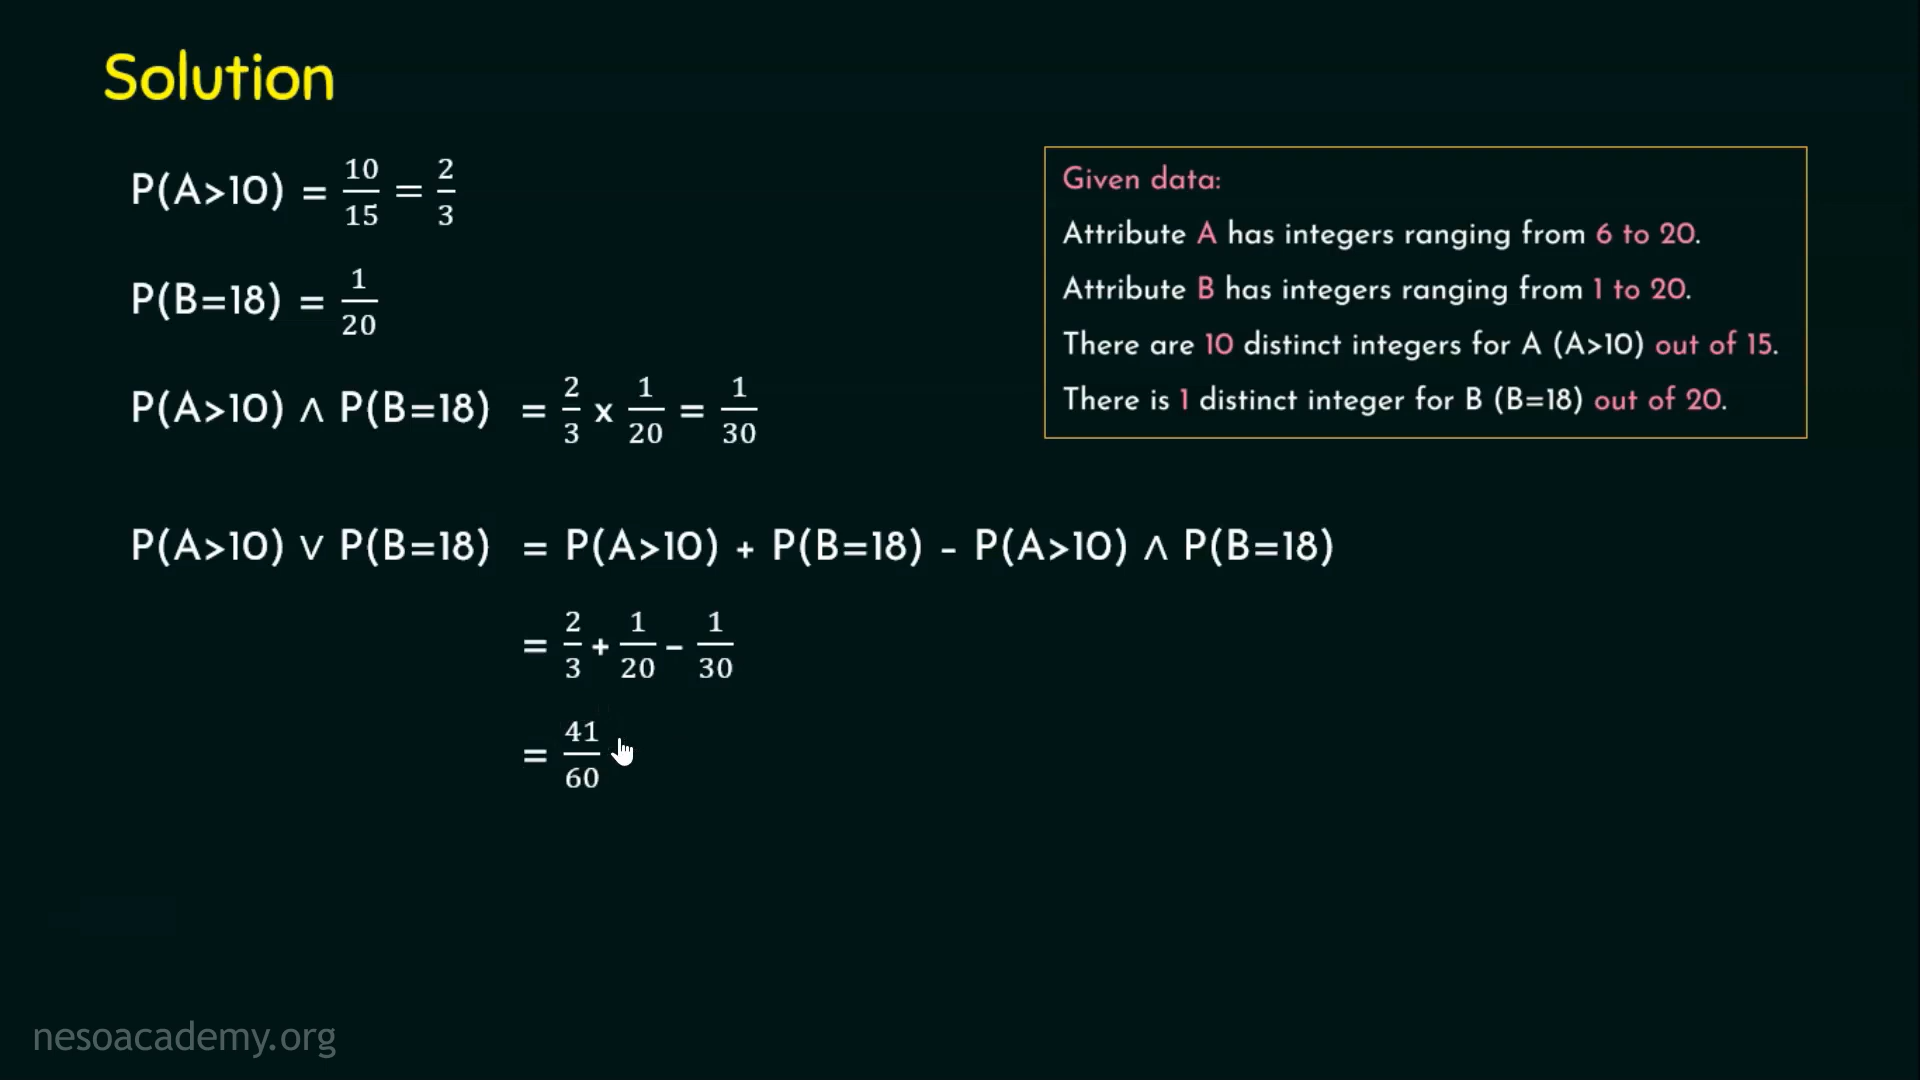 Solution
P(A>10) = 10/15 = 2/3
P(B=18) = 1/20
P(A>10) ∧ P(B=18) = 2/3 x 1/20 = 1/30
P(A>10) ∨ P(B=18) = P(A>10) + P(B=18) - P(A>10) ∧ P(B=18)
= 2/3 + 1/20 - 1/30
= 41/60
Given data:
Attribute A has integers ranging from 6 to 20.
Attribute B has integers ranging from 1 to 20.
There are 10 distinct integers for A (A>10) out of 15.
There is 1 distinct integer for B (B=18) out of 20.
nesoacademy.org